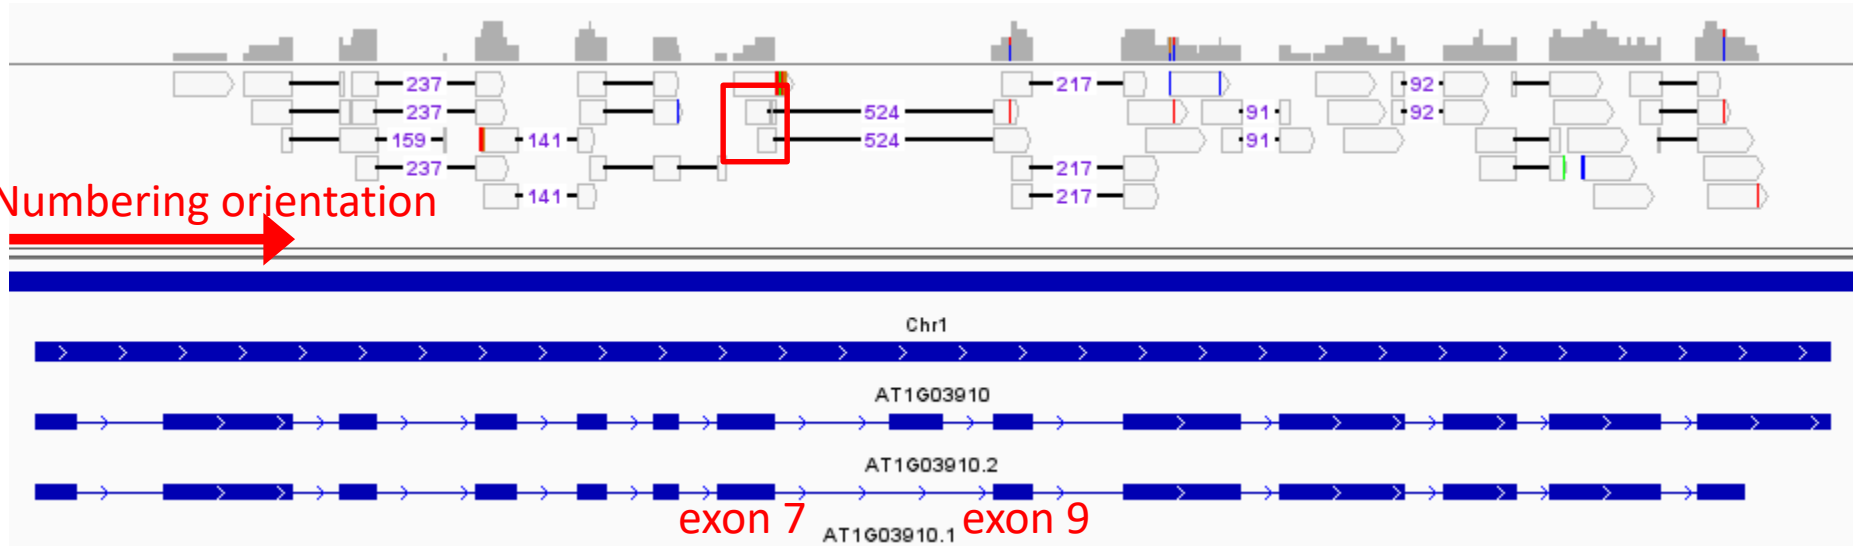 237 217 92
237 524 91 92
159 141 524 91
237 217
141 217
Numbering orientation
Chr1
AT1G03910
AT1G03910.2
exon 7 exon 9
AT1G03910.1